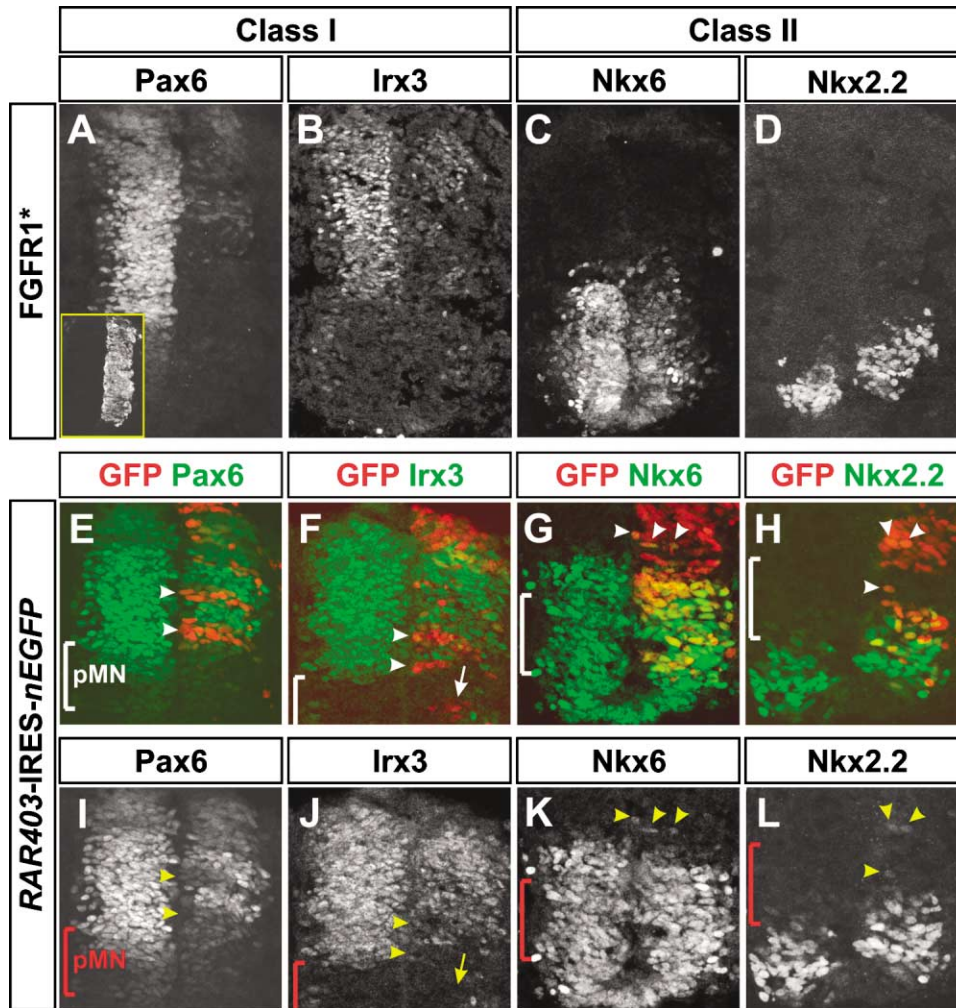 Class I Class II
Pax6 Irx3 Nkx6 Nkx2.2
FGFR1*
A B C D
GFP Pax6 GFP Irx3 GFP Nkx6 GFP Nkx2.2
RAR403-IRES-nEGFP
E F G H
pMN
Pax6 Irx3 Nkx6 Nkx2.2
I J K L
pMN